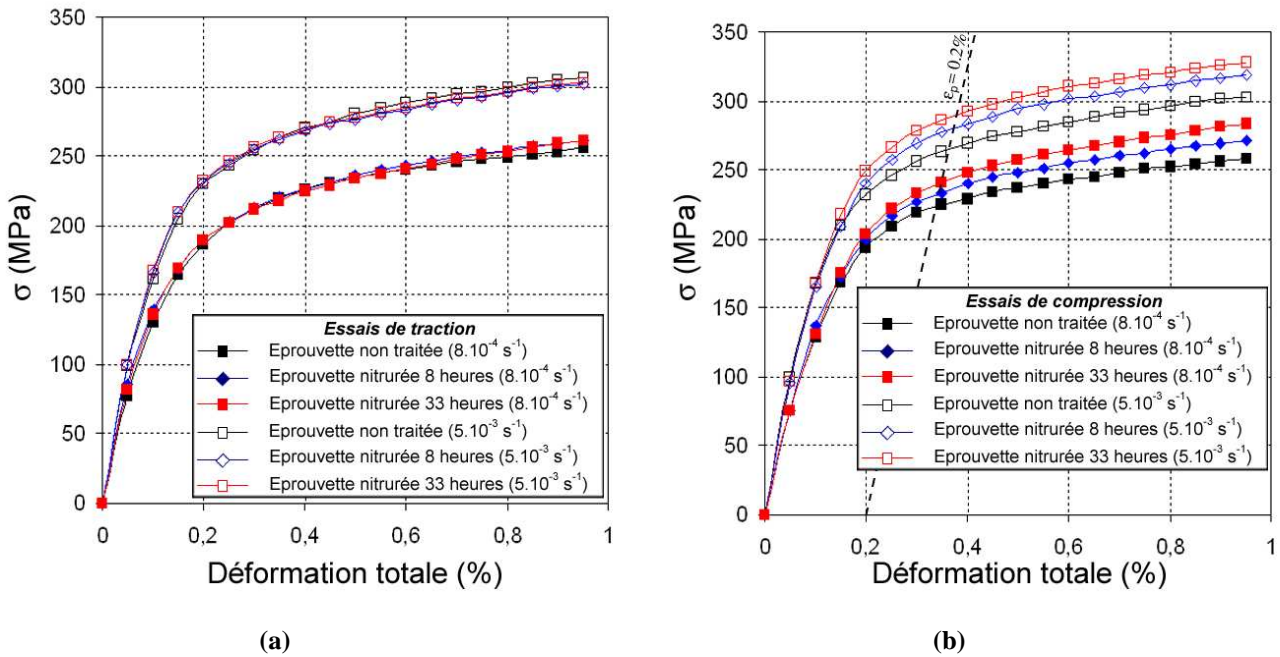 350
300
250
200
150
100
50
0
σ (MPa)
Essais de traction
Eprouvette non traitée (8.10⁻⁴ s⁻¹)
Eprouvette nitrurée 8 heures (8.10⁻⁴ s⁻¹)
Eprouvette nitrurée 33 heures (8.10⁻⁴ s⁻¹)
Eprouvette non traitée (5.10⁻³ s⁻¹)
Eprouvette nitrurée 8 heures (5.10⁻³ s⁻¹)
Eprouvette nitrurée 33 heures (5.10⁻³ s⁻¹)
0 0,2 0,4 0,6 0,8 1
Déformation totale (%)
(a)
350
300
250
200
150
100
50
0
σ (MPa)
εp = 0.2%
Essais de compression
Eprouvette non traitée (8.10⁻⁴ s⁻¹)
Eprouvette nitrurée 8 heures (8.10⁻⁴ s⁻¹)
Eprouvette nitrurée 33 heures (8.10⁻⁴ s⁻¹)
Eprouvette non traitée (5.10⁻³ s⁻¹)
Eprouvette nitrurée 8 heures (5.10⁻³ s⁻¹)
Eprouvette nitrurée 33 heures (5.10⁻³ s⁻¹)
0 0,2 0,4 0,6 0,8 1
Déformation totale (%)
(b)